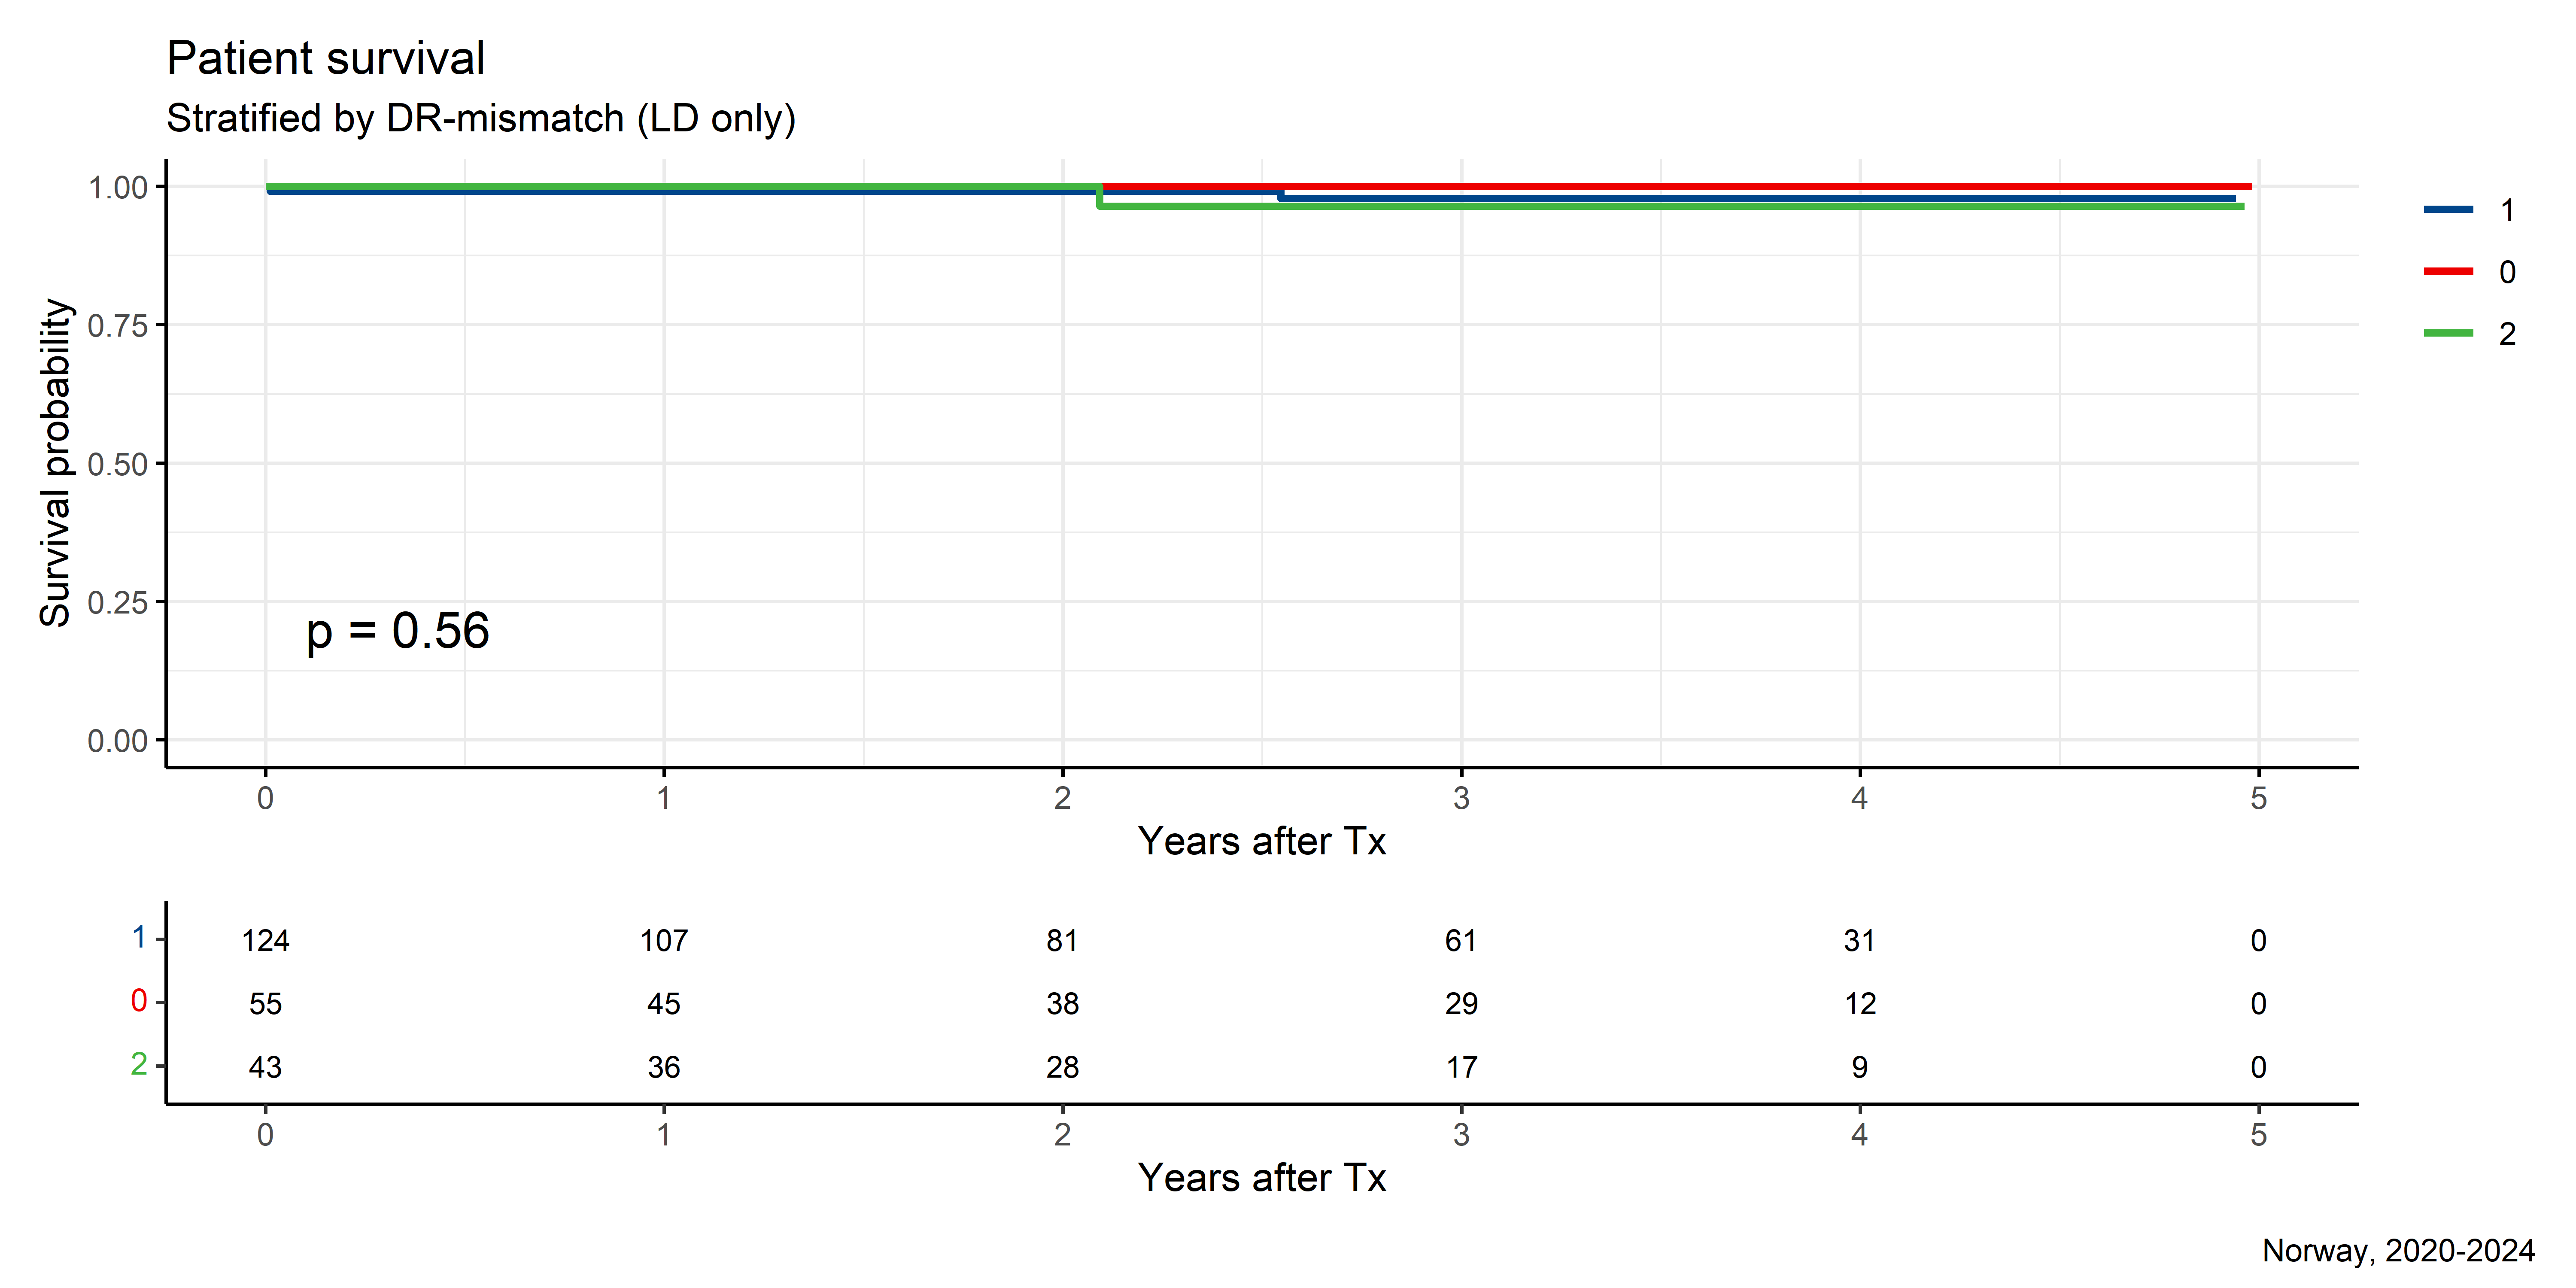 Patient survival
Stratified by DR-mismatch (LD only)
Survival probability
1.00
0.75
0.50
0.25
0.00
p = 0.56
0 1 2 3 4 5
Years after Tx
1
0
2
1 124 107 81 61 31 0
0 55 45 38 29 12 0
2 43 36 28 17 9 0
0 1 2 3 4 5
Years after Tx
Norway, 2020-2024